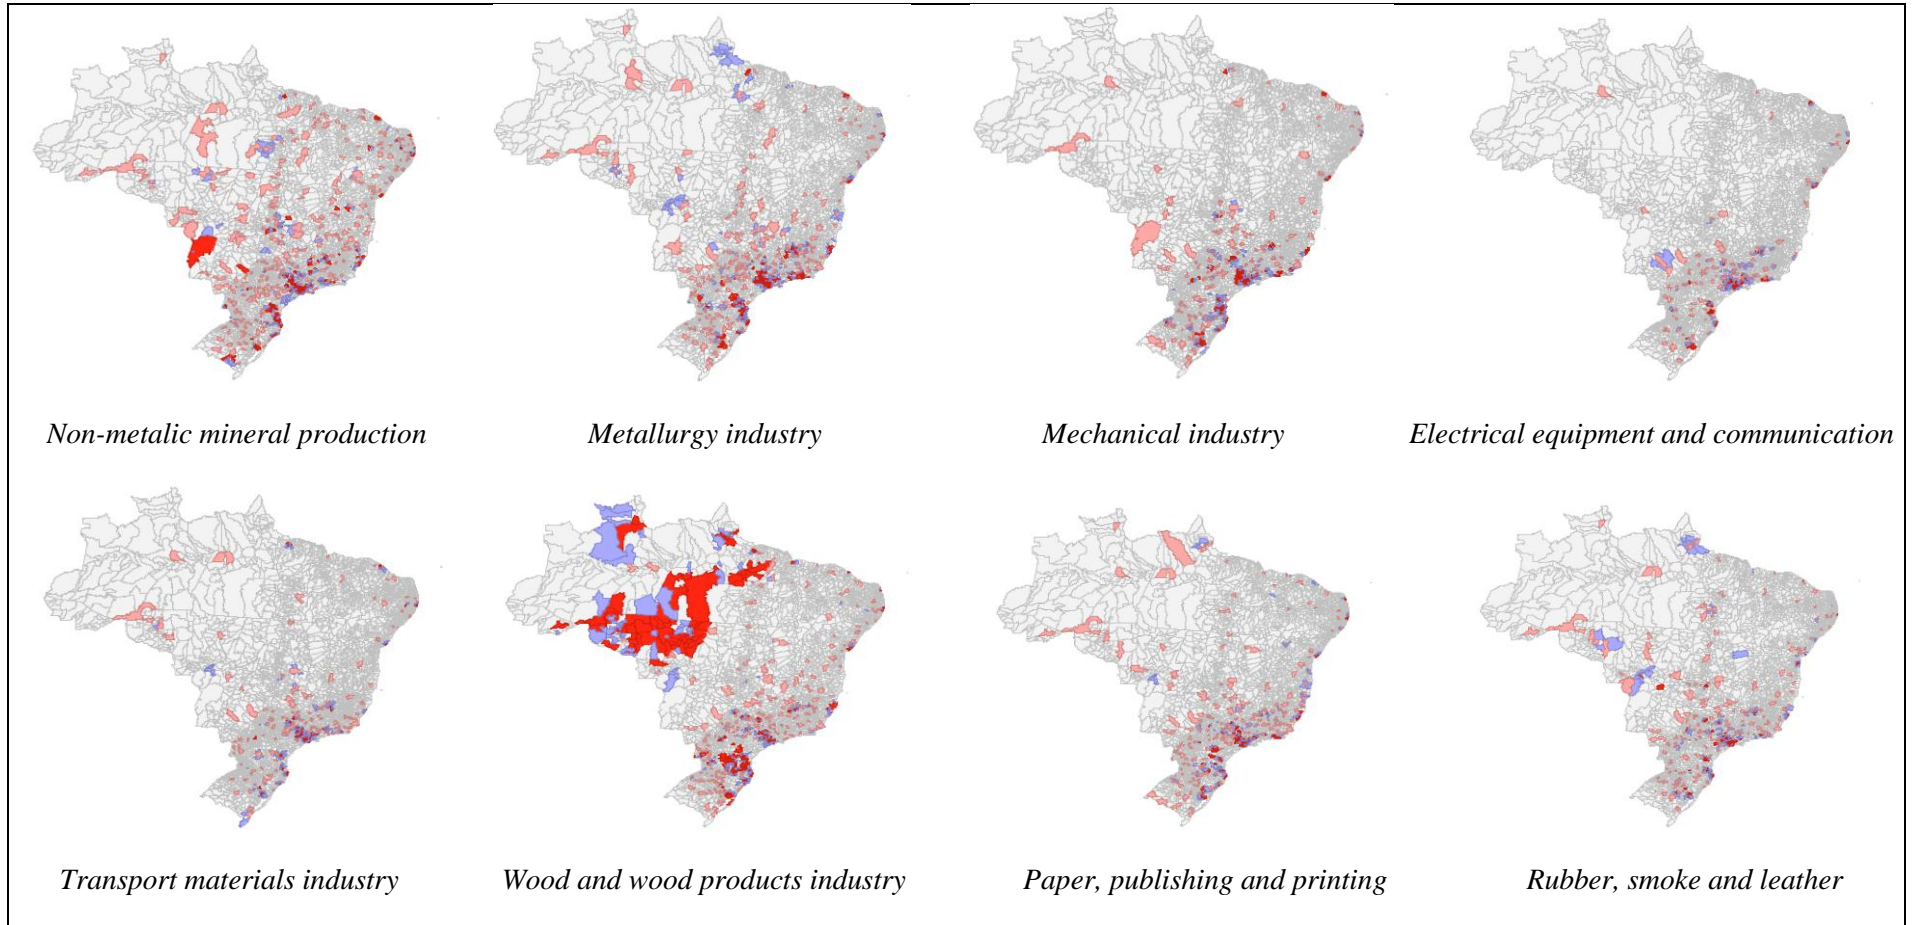 Non-metalic mineral production
Metallurgy industry
Mechanical industry
Electrical equipment and communication
Transport materials industry
Wood and wood products industry
Paper, publishing and printing
Rubber, smoke and leather